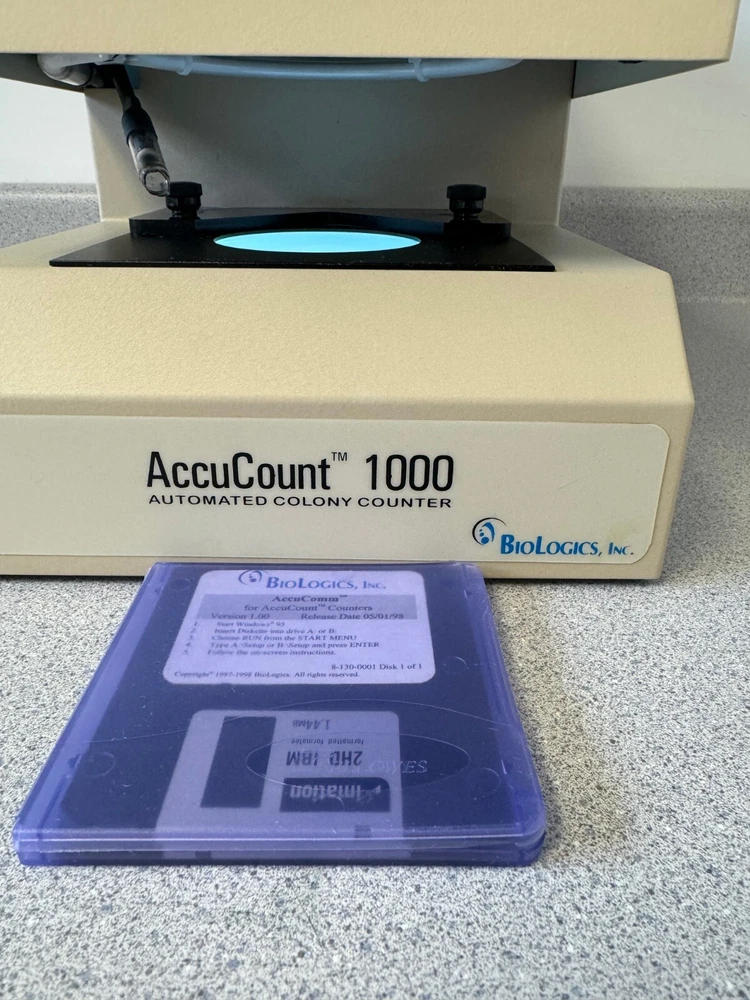 AccuCount™ 1000
AUTOMATED COLONY COUNTER
BIOLOGICS, INC.
BIOLOGICS, INC.
AccuComm™
for AccuCount™ Counters
Version 1.00 Release Date 05/01/98
1. Start Windows® 95
2. Insert Diskette into drive A: or B:
3. Choose RUN from the START MENU
4. Type A:\Setup or B:\Setup and press ENTER
5. Follow the on-screen instructions.
8-130-0001 Disk 1 of 1
Copyright® 1997-1998 BioLogics. All rights reserved.
1.44MB
formatted formatée
2HD IBM
imation